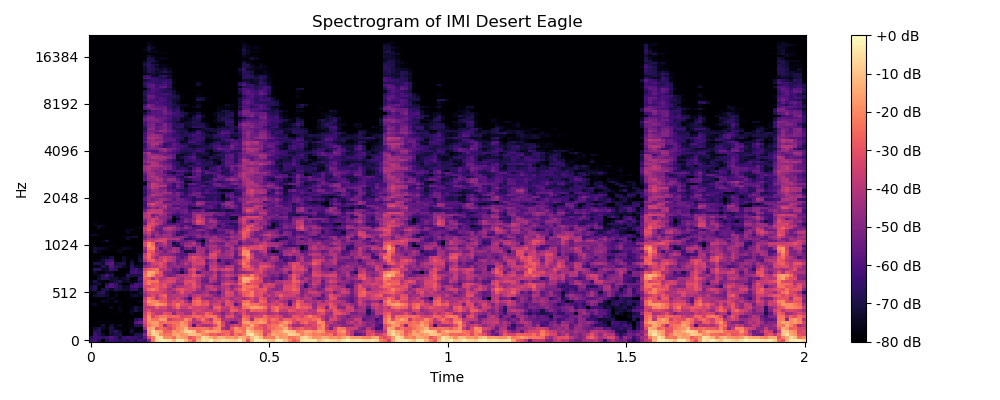 Spectrogram of IMI Desert Eagle
Hz
16384
8192
4096
2048
1024
512
0
0
0.5
1
1.5
2
Time
+0 dB
-10 dB
-20 dB
-30 dB
-40 dB
-50 dB
-60 dB
-70 dB
-80 dB